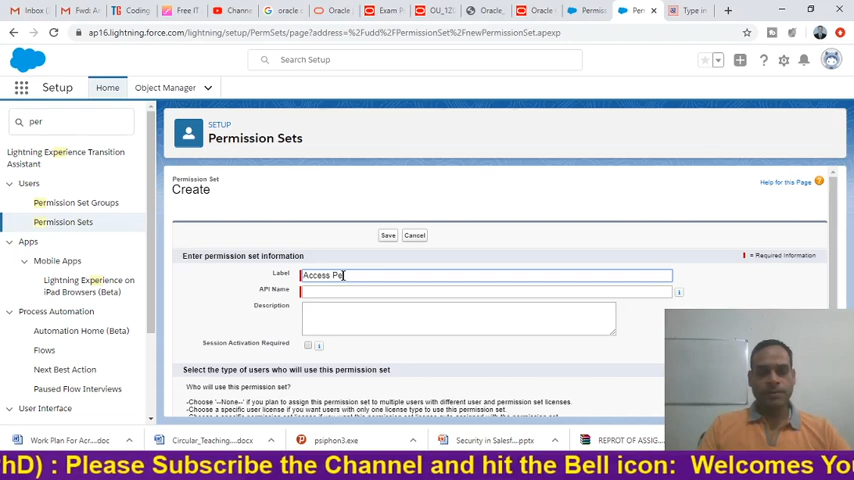 Inbox (
Fwd: A
Coding
Chann
Free IT
oracle c
Oracle |
Exam P
OU_1Z0
Oracle_
Oracle I
Permiss
Per
Type in
ap16.lightning.force.com/lightning/setup/PermSets/page?address=%2Fudd%2FPermissionSet%2FnewPermissionSet.apexp
Search Setup
Setup
Home
Object Manager
per
Lightning Experience Transition
Assistant
Users
Permission Set Groups
Permission Sets
Apps
Mobile Apps
Lightning Experience on
iPad Browsers (Beta)
Process Automation
Automation Home (Beta)
Flows
Next Best Action
Paused Flow Interviews
User Interface
SETUP
Permission Sets
Permission Set
Create
Help for this Page
Save
Cancel
Enter permission set information
= Required Information
Label
Access Pe
API Name
Description
Session Activation Required
Select the type of users who will use this permission set
Who will use this permission set?
-Choose '--None--' if you plan to assign this permission set to multiple users with different user and permission licenses.
-Choose a specific user license if you want users with only one license type to use this permission set.
Work Plan For Acr....doc
Circular_Teaching....docx
psiphon3.exe
Security in Salesf....pptx
REPROT OF ASSIG
PhD) : Please Subscribe the Channel and hit the Bell icon: Welcomes You